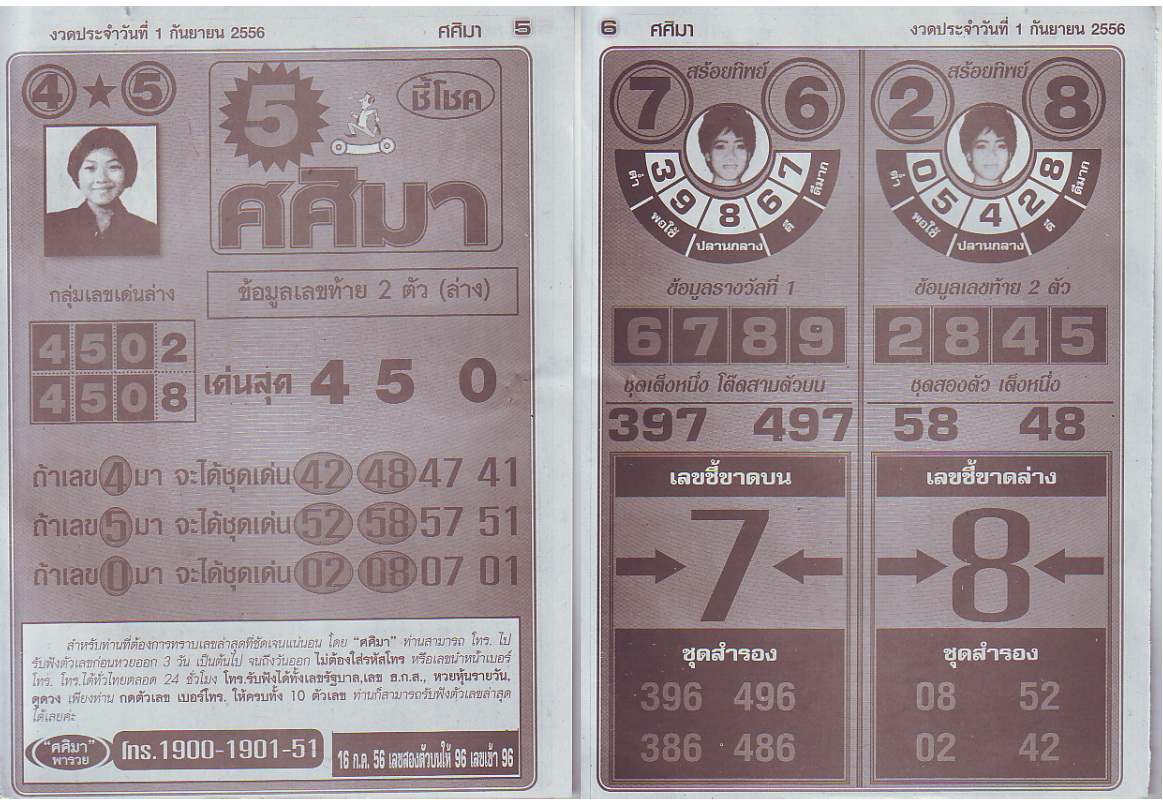 งวดประจำวันที่ 1 กันยายน 2556 ศศิมา 5
4 ★ 5
5
ชี้โชค
ศศิมา
กลุ่มเลขเด่นล่าง
ข้อมูลเลขท้าย 2 ตัว (ล่าง)
4 5 0 2
4 5 0 8
เด่นสุด 4 5 0
ถ้าเลข 4 มา จะได้ชุดเด่น 42 48 47 41
ถ้าเลข 5 มา จะได้ชุดเด่น 52 58 57 51
ถ้าเลข 0 มา จะได้ชุดเด่น 02 08 07 01
สำหรับท่านที่ต้องการทราบเลขล่าสุดที่ชัดเจนแน่นอน โดย "ศศิมา" ท่านสามารถ โทร. ไป
รับฟังตัวเลขก่อนหวยออก 3 วัน เป็นต้นไป จนถึงวันออก ไม่ต้องใส่รหัสโทร หรือเลขนำหน้าเบอร์
โทร. โทร.ได้ทั่วไทยตลอด 24 ชั่วโมง โทร.รับฟังได้ทั้งเลขรัฐบาล,เลข ธ.ก.ส., หวยหุ้นรายวัน,
ดูดวง เพียงท่าน กดตัวเลข เบอร์โทร. ให้ครบทั้ง 10 ตัวเลข ท่านก็สามารถรับฟังตัวเลขล่าสุด
ได้เลยค่ะ
"ศศิมา"
พารวย
โทร.1900-1901-51
16 ก.ค. 56 เลขสองตัวบนให้ 96 เลขเข้า 96
6 ศศิมา งวดประจำวันที่ 1 กันยายน 2556
สร้อยทิพย์
7 6
3 9 8 6 7
ต่ำ พอใช้ ปลานกลาง ดี ดีมาก
ข้อมูลรางวัลที่ 1
6 7 8 9
ชุดเต็งหนึ่ง โต๊ดสามตัวบน
397 497
เลขชี้ขาดบน
7
ชุดสำรอง
396 496
386 486
สร้อยทิพย์
2 8
0 5 4 2 8
ต่ำ พอใช้ ปลานกลาง ดี ดีมาก
ข้อมูลเลขท้าย 2 ตัว
2 8 4 5
ชุดสองตัว เต็งหนึ่ง
58 48
เลขชี้ขาดล่าง
8
ชุดสำรอง
08 52
02 42